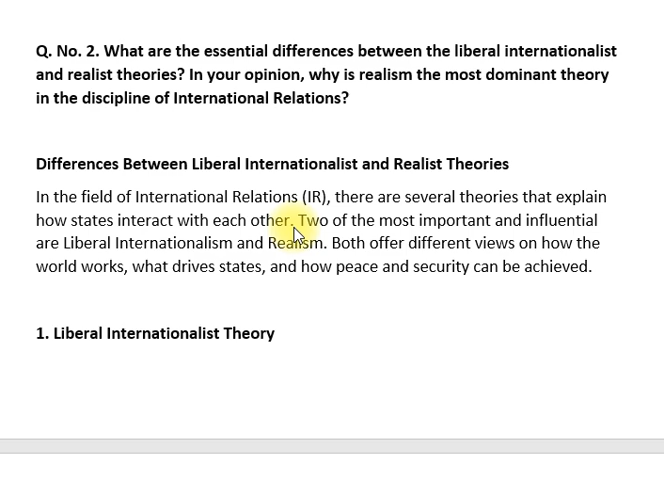 Q. No. 2. What are the essential differences between the liberal internationalist
and realist theories? In your opinion, why is realism the most dominant theory
in the discipline of International Relations?
Differences Between Liberal Internationalist and Realist Theories
In the field of International Relations (IR), there are several theories that explain
how states interact with each other. Two of the most important and influential
are Liberal Internationalism and Realism. Both offer different views on how the
world works, what drives states, and how peace and security can be achieved.
1. Liberal Internationalist Theory